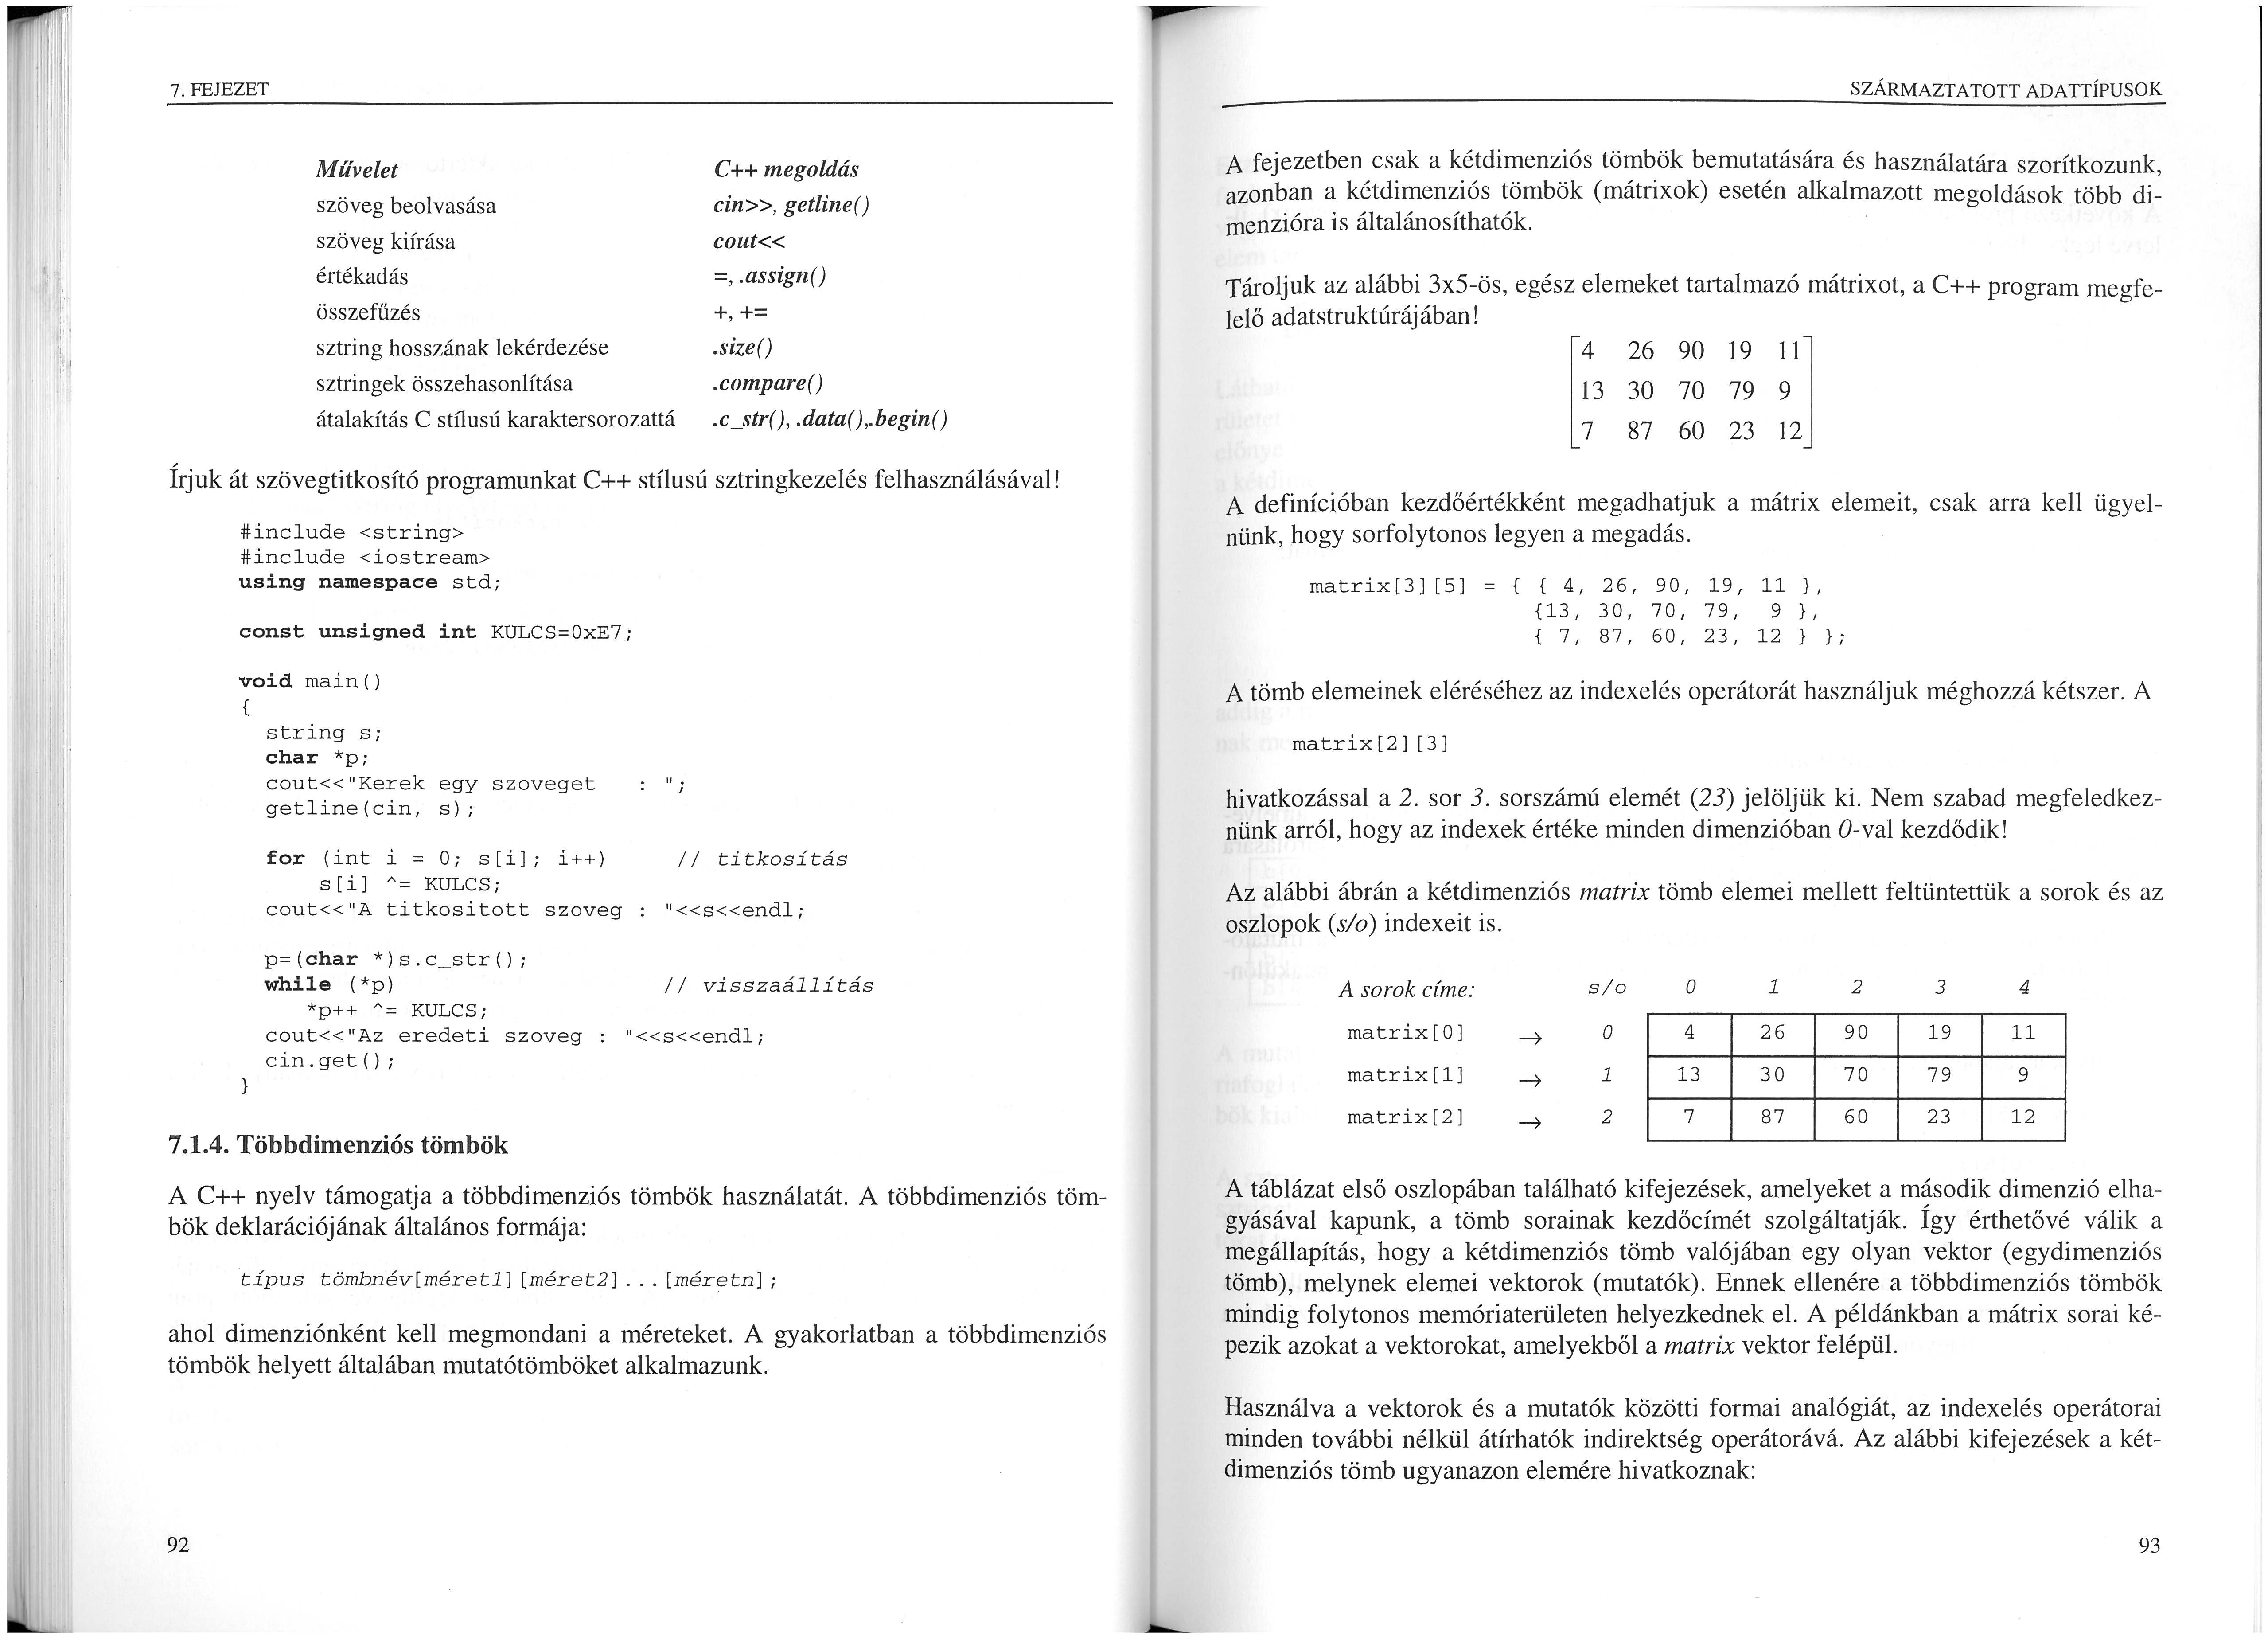 7. FEJEZET
Művelet C++ megoldás
szöveg beolvasása cin>>, getline()
szöveg kiírása cout<<
értékadás =, .assign()
összefűzés +, +=
sztring hosszának lekérdezése .size()
sztringek összehasonlítása .compare()
átalakítás C stílusú karaktersorozattá .c_str(), .data(),.begin()
Írjuk át szövegtitkosító programunkat C++ stílusú sztringkezelés felhasználásával!
#include <string>
#include <iostream>
using namespace std;
const unsigned int KULCS=0xE7;
void main()
{
string s;
char *p;
cout<<"Kerek egy szoveget : ";
getline(cin, s);
for (int i = 0; s[i]; i++) // titkosítás
s[i] ^= KULCS;
cout<<"A titkositott szoveg : "<<s<<endl;
p=(char *)s.c_str();
while (*p) // visszaállítás
*p++ ^= KULCS;
cout<<"Az eredeti szoveg : "<<s<<endl;
cin.get();
}
7.1.4. Többdimenziós tömbök
A C++ nyelv támogatja a többdimenziós tömbök használatát. A többdimenziós töm-
bök deklarációjának általános formája:
típus tömbnév[méret1][méret2]...[méretn];
ahol dimenziónként kell megmondani a méreteket. A gyakorlatban a többdimenziós
tömbök helyett általában mutatótömböket alkalmazunk.
92
SZÁRMAZTATOTT ADATTÍPUSOK
A fejezetben csak a kétdimenziós tömbök bemutatására és használatára szorítkozunk,
azonban a kétdimenziós tömbök (mátrixok) esetén alkalmazott megoldások több di-
menzióra is általánosíthatók.
Tároljuk az alábbi 3x5-ös, egész elemeket tartalmazó mátrixot, a C++ program megfe-
lelő adatstruktúrájában!
4 26 90 19 11
13 30 70 79 9
7 87 60 23 12
A definícióban kezdőértékként megadhatjuk a mátrix elemeit, csak arra kell ügyel-
nünk, hogy sorfolytonos legyen a megadás.
matrix[3][5] = { { 4, 26, 90, 19, 11 },
{13, 30, 70, 79, 9 },
{ 7, 87, 60, 23, 12 } };
A tömb elemeinek eléréséhez az indexelés operátorát használjuk méghozzá kétszer. A
matrix[2][3]
hivatkozással a 2. sor 3. sorszámú elemét (23) jelöljük ki. Nem szabad megfeledkez-
nünk arról, hogy az indexek értéke minden dimenzióban 0-val kezdődik!
Az alábbi ábrán a kétdimenziós matrix tömb elemei mellett feltüntettük a sorok és az
oszlopok (s/o) indexeit is.
A sorok címe: s/o 0 1 2 3 4
matrix[0] → 0 4 26 90 19 11
matrix[1] → 1 13 30 70 79 9
matrix[2] → 2 7 87 60 23 12
A táblázat első oszlopában található kifejezések, amelyeket a második dimenzió elha-
gyásával kapunk, a tömb sorainak kezdőcímét szolgáltatják. Így érthetővé válik a
megállapítás, hogy a kétdimenziós tömb valójában egy olyan vektor (egydimenziós
tömb), melynek elemei vektorok (mutatók). Ennek ellenére a többdimenziós tömbök
mindig folytonos memóriaterületen helyezkednek el. A példánkban a mátrix sorai ké-
pezik azokat a vektorokat, amelyekből a matrix vektor felépül.
Használva a vektorok és a mutatók közötti formai analógiát, az indexelés operátorai
minden további nélkül átírhatók indirektség operátorává. Az alábbi kifejezések a két-
dimenziós tömb ugyanazon elemére hivatkoznak:
93